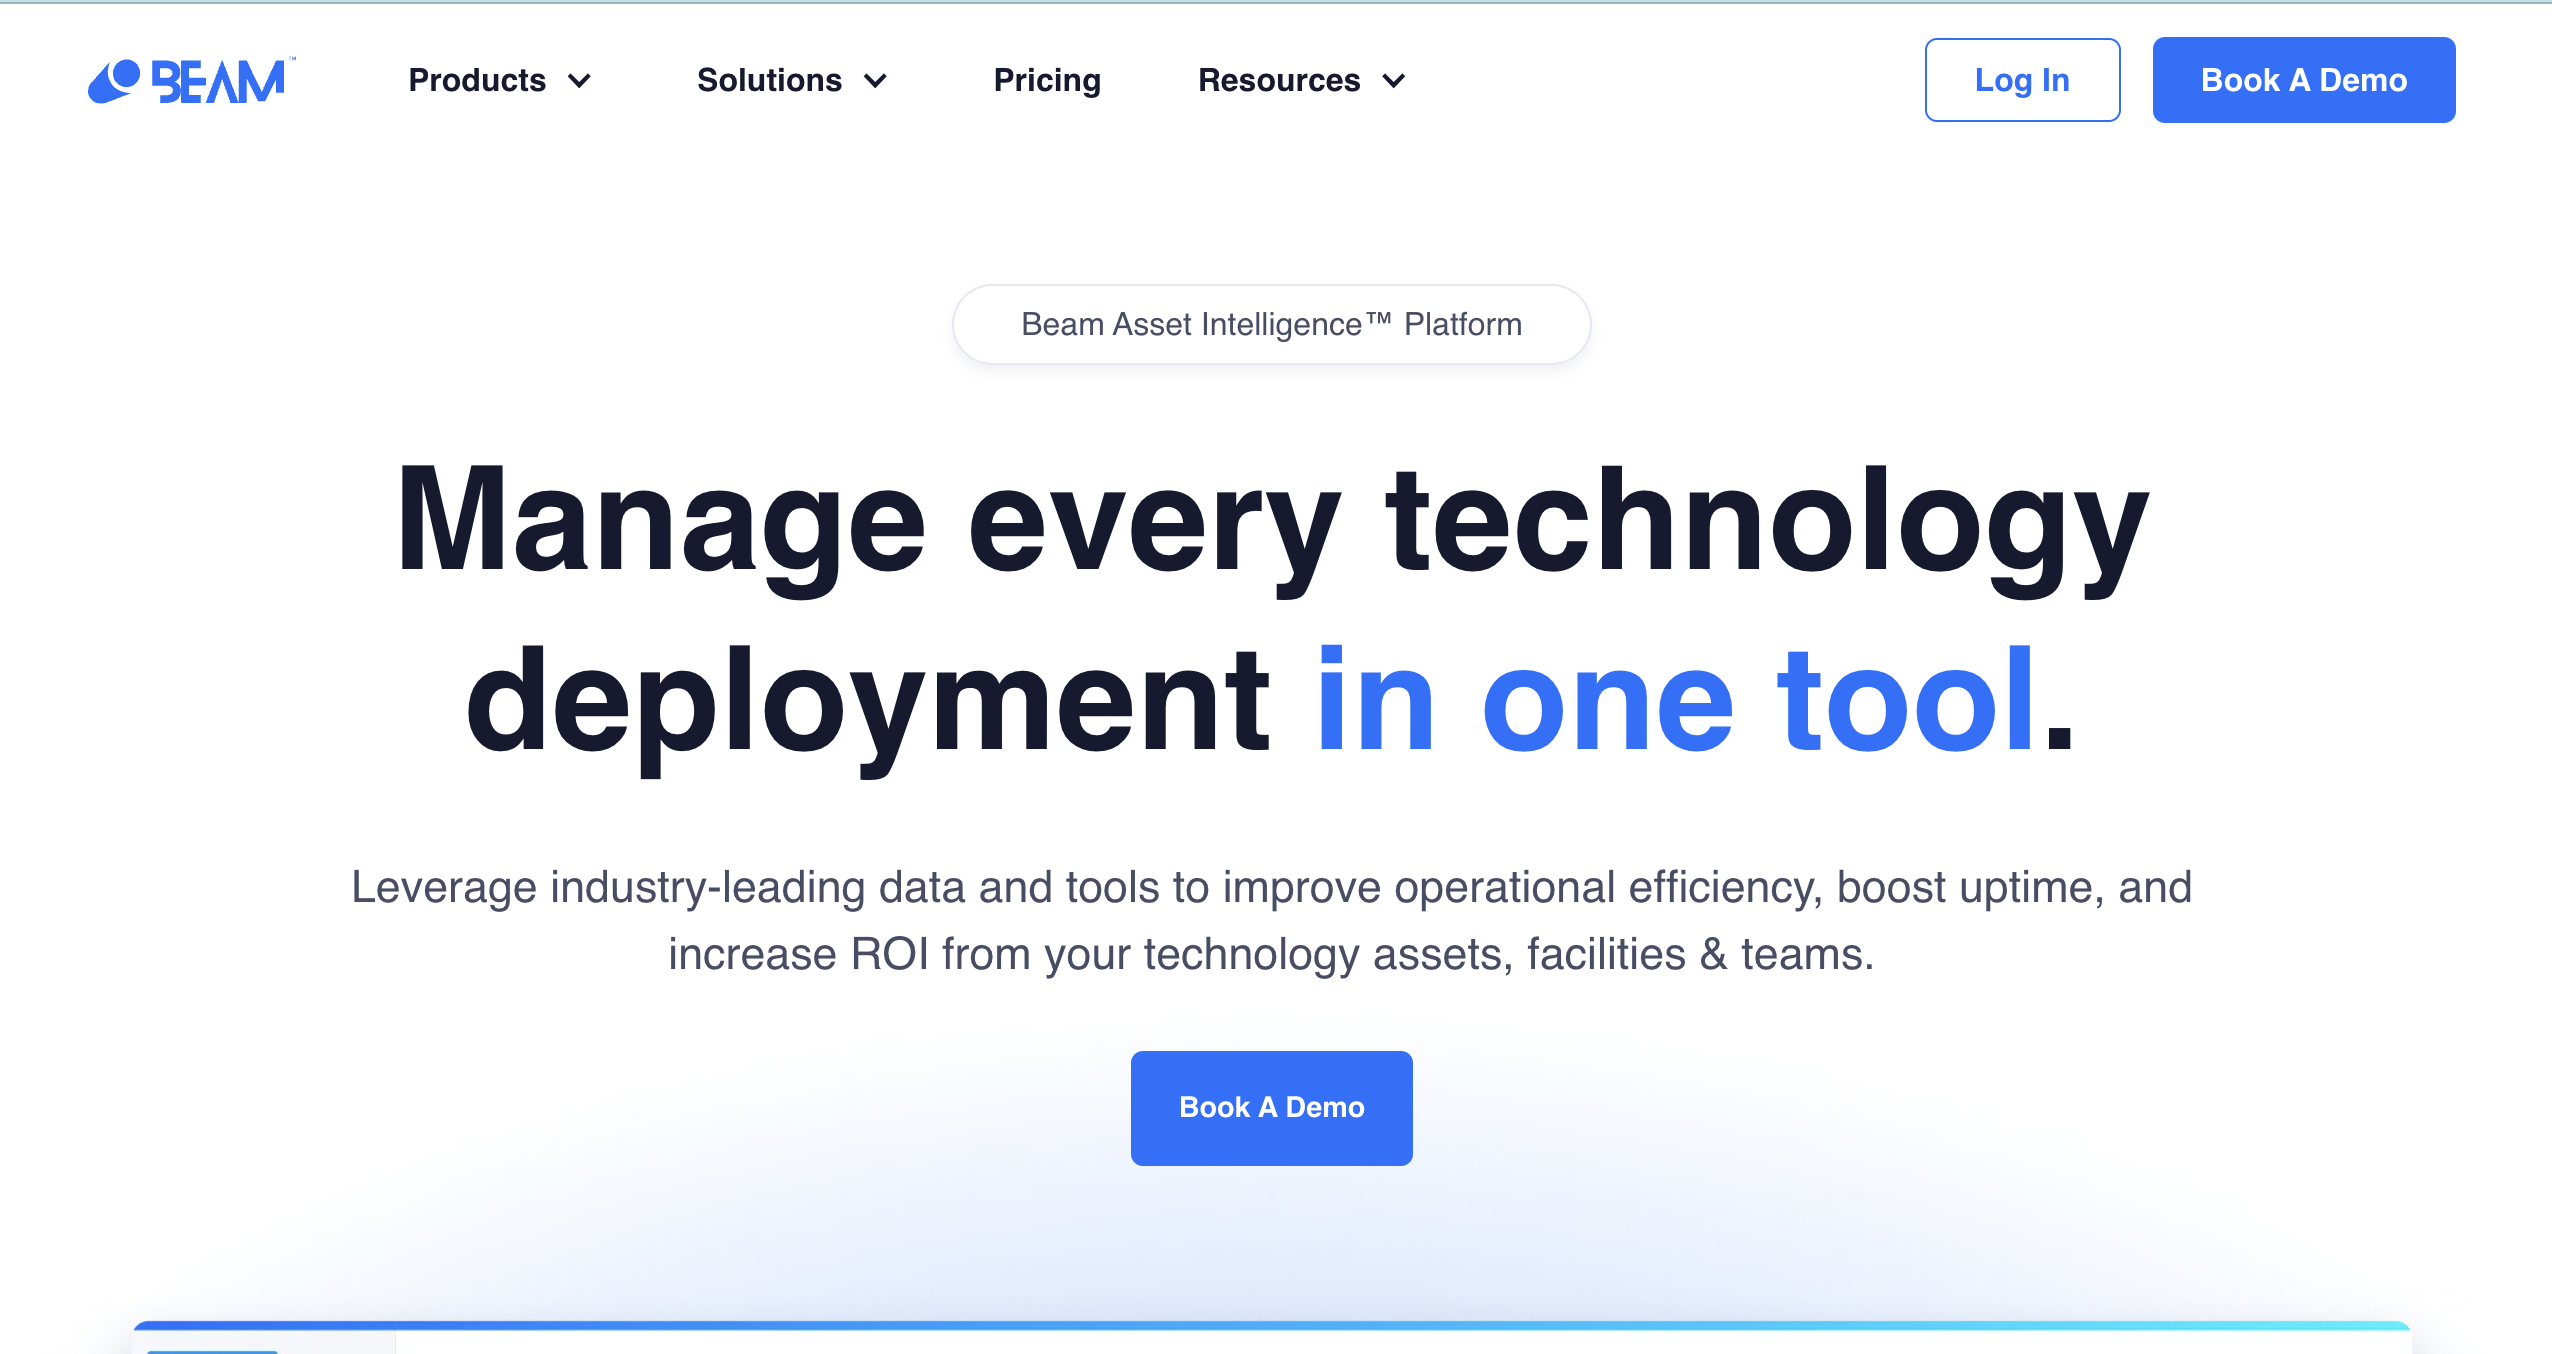 BEAM™
Products
Solutions
Pricing
Resources
Log In
Book A Demo
Beam Asset Intelligence™ Platform
Manage every technology
deployment in one tool.
Leverage industry-leading data and tools to improve operational efficiency, boost uptime, and
increase ROI from your technology assets, facilities & teams.
Book A Demo